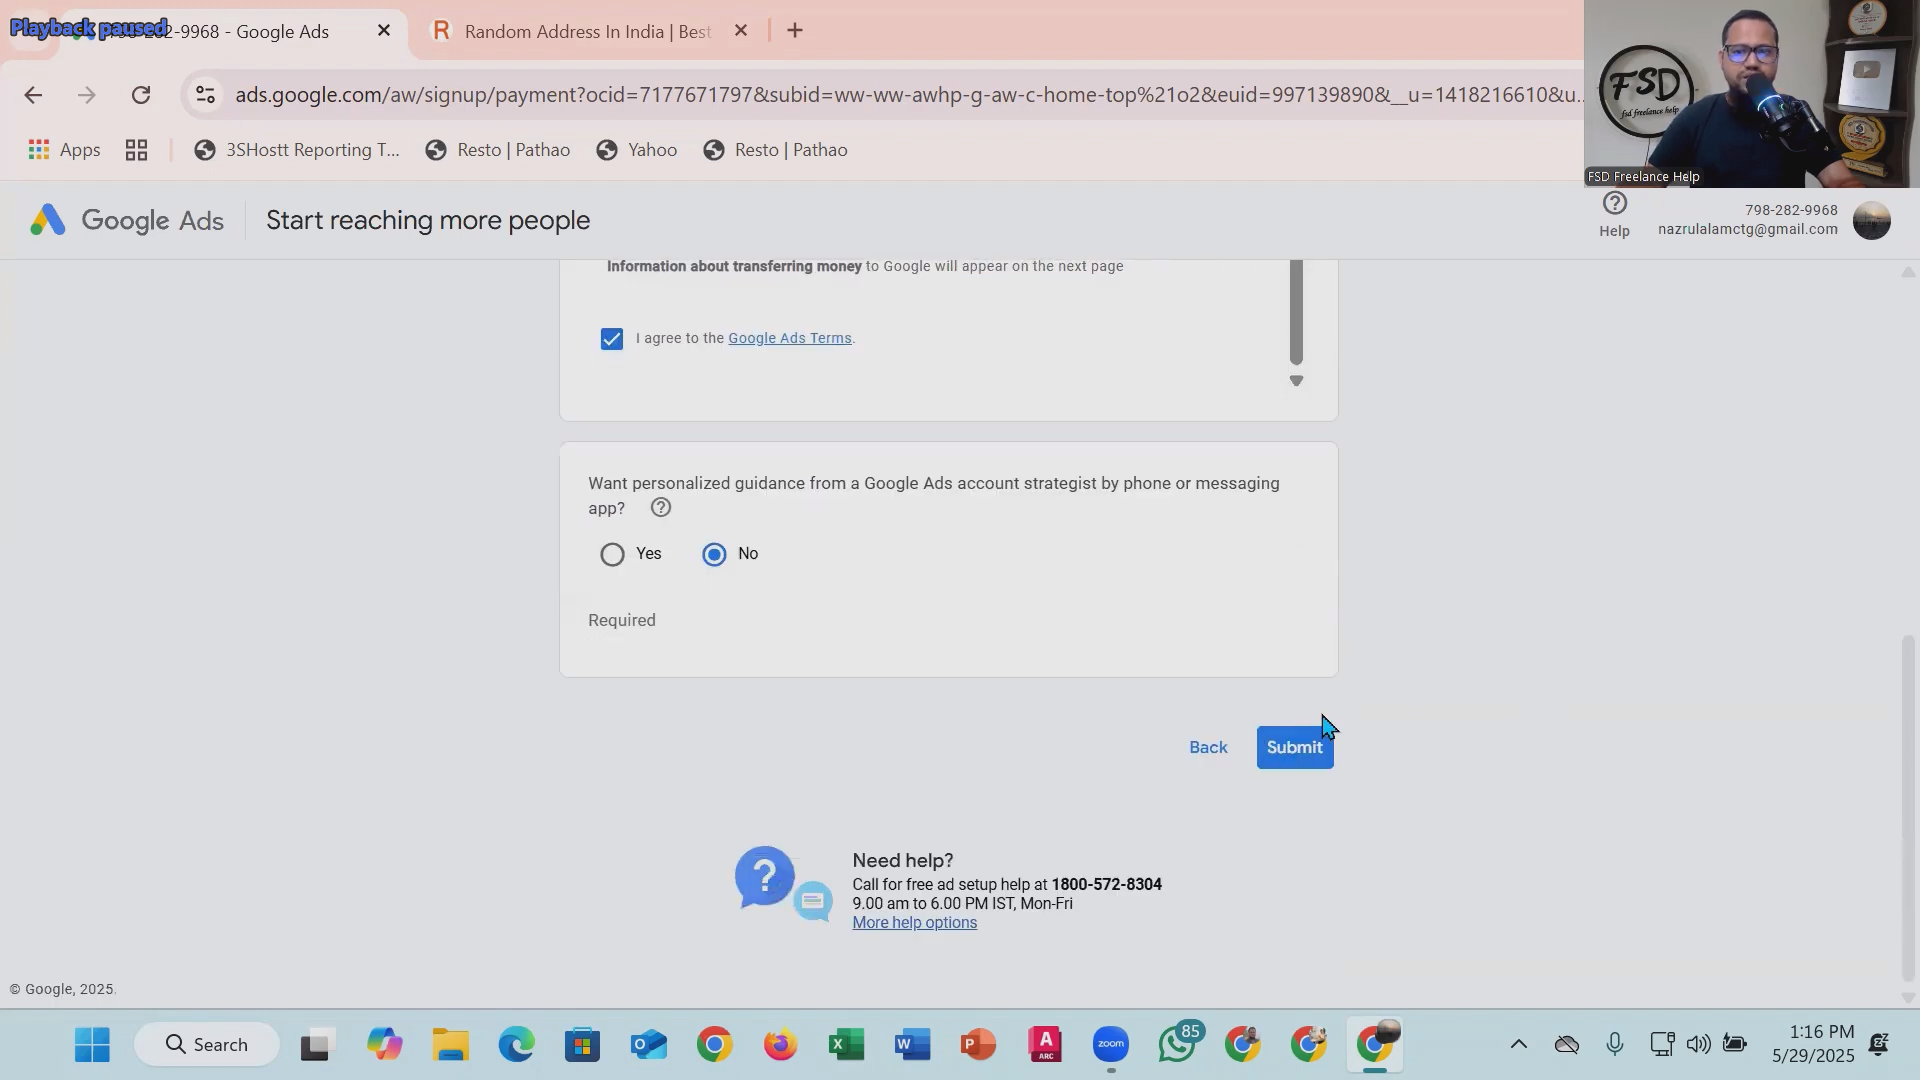 Playback paused
798-282-9968 - Google Ads
Random Address In India | Best
ads.google.com/aw/signup/payment?ocid=7177671797&subid=ww-ww-awhp-g-aw-c-home-top%21o2&euid=997139890&__u=1418216610&u...
Apps
3SHostt Reporting T...
Resto | Pathao
Yahoo
Resto | Pathao
FSD
fsd freelance help
FSD Freelance Help
Google Ads
Start reaching more people
Help
798-282-9968
nazrulalamctg@gmail.com
Information about transferring money to Google will appear on the next page
I agree to the Google Ads Terms.
Want personalized guidance from a Google Ads account strategist by phone or messaging
app?
Yes
No
Required
Back
Submit
Need help?
Call for free ad setup help at 1800-572-8304
9.00 am to 6.00 PM IST, Mon-Fri
More help options
© Google, 2025.
Search
zoom
85
ARC
1:16 PM
5/29/2025